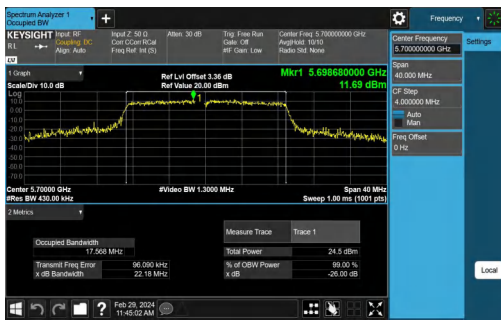 Spectrum Analyzer 1
Occupied BW
+
Frequency
KEYSIGHT Input: RF
RL Coupling: DC
Align: Auto
Input Z: 50 Ω
Corr CCorr RCal
Freq Ref: Int (S)
Atten: 30 dB
Trig: Free Run
Gate: Off
#IF Gain: Low
Center Freq: 5.700000000 GHz
Avg|Hold: 10/10
Radio Std: None
LW
1 Graph
Scale/Div 10.0 dB
Ref Lvl Offset 3.36 dB
Ref Value 20.00 dBm
Mkr1 5.698680000 GHz
11.69 dBm
Log
10.0
0.00
-10.0
-20.0
-30.0
-40.0
-50.0
-60.0
-70.0
1
Center 5.70000 GHz
#Res BW 430.00 kHz
#Video BW 1.3000 MHz
Span 40 MHz
Sweep 1.00 ms (1001 pts)
2 Metrics
Measure Trace Trace 1
Occupied Bandwidth
17.568 MHz
Total Power 24.5 dBm
Transmit Freq Error 96.090 kHz
% of OBW Power 99.00 %
x dB Bandwidth 22.18 MHz
x dB -26.00 dB
Center Frequency
5.700000000 GHz
Settings
Span
40.000 MHz
CF Step
4.000000 MHz
Auto
Man
Freq Offset
0 Hz
Local
?
Feb 29, 2024
11:45:02 AM